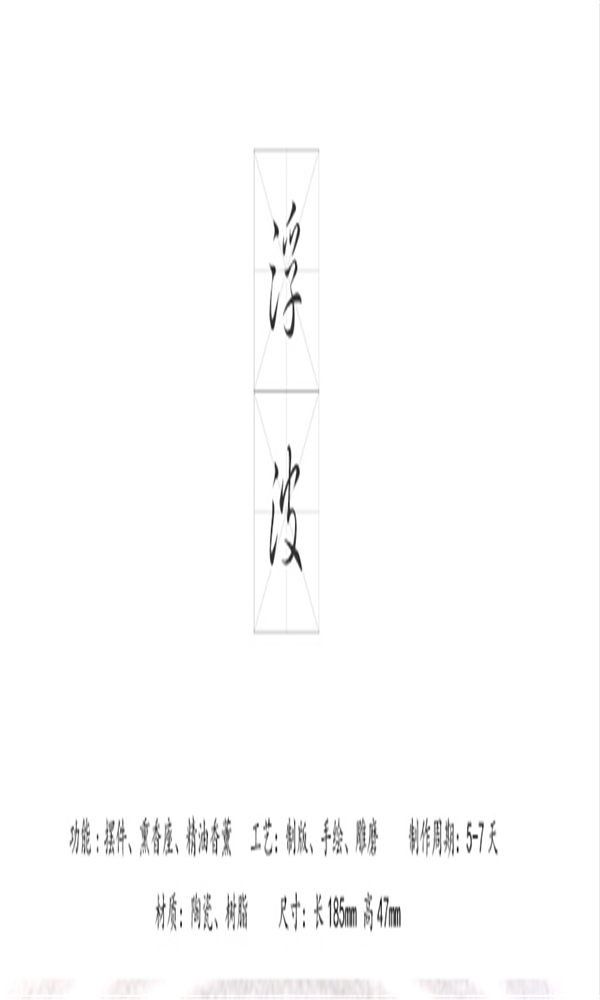 浮
波
功能：摆件、熏香座、精油香薰 工艺：制版、手绘、雕磨 制作周期：5-7天
材质：陶瓷、树脂 尺寸：长185mm 高47mm